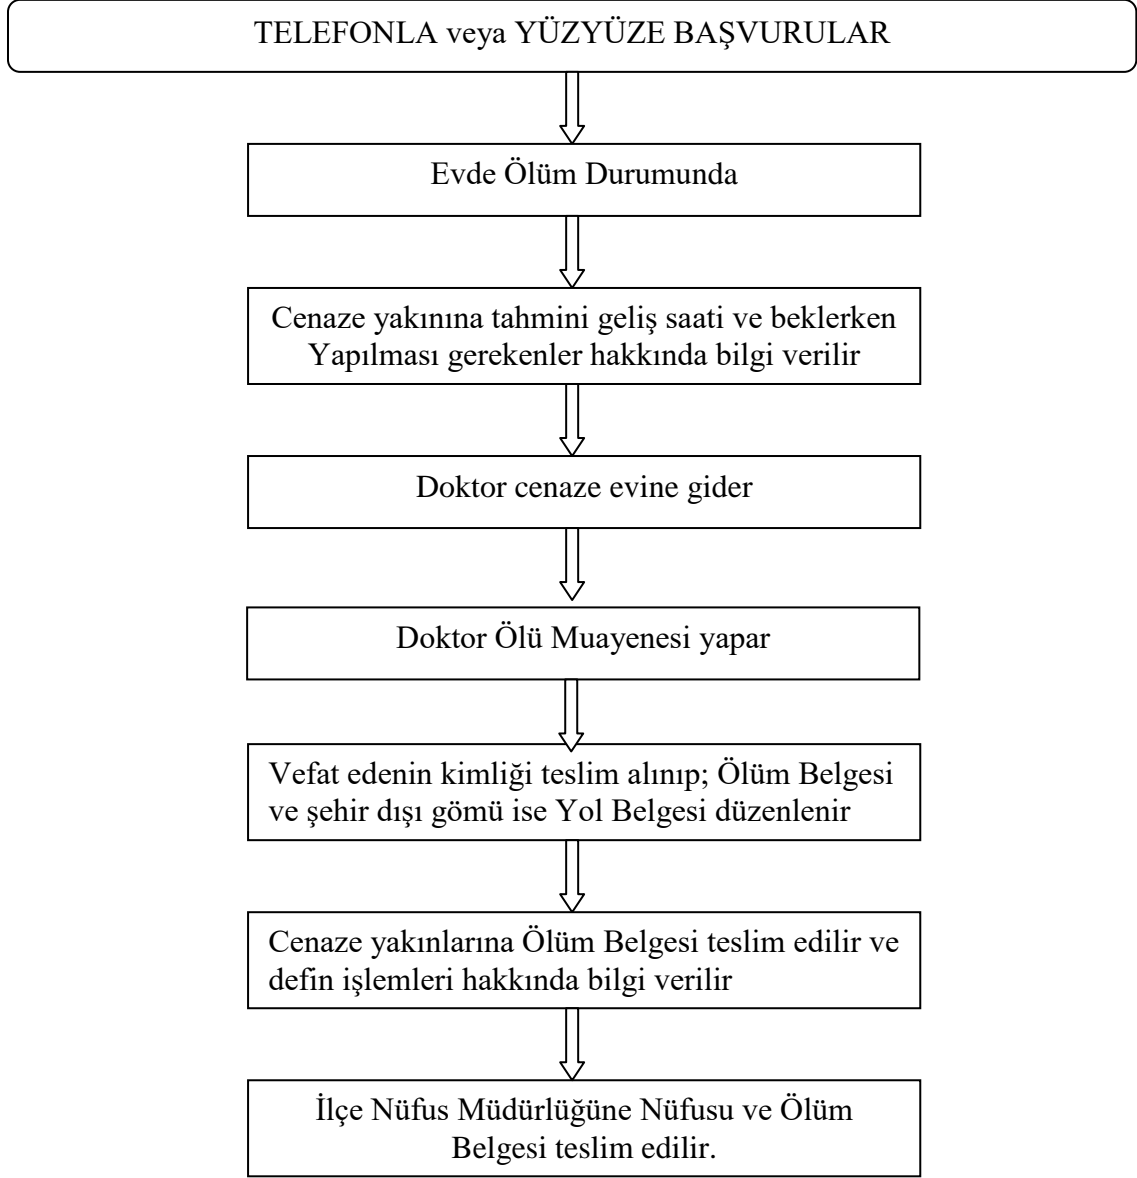 TELEFONLA veya YÜZYÜZE BAŞVURULAR
Evde Ölüm Durumunda
Cenaze yakınına tahmini geliş saati ve beklerken
Yapılması gerekenler hakkında bilgi verilir
Doktor cenaze evine gider
Doktor Ölü Muayenesi yapar
Vefat edenin kimliği teslim alınıp; Ölüm Belgesi
ve şehir dışı gömü ise Yol Belgesi düzenlenir
Cenaze yakınlarına Ölüm Belgesi teslim edilir ve
defin işlemleri hakkında bilgi verilir
İlçe Nüfus Müdürlüğüne Nüfusu ve Ölüm
Belgesi teslim edilir.